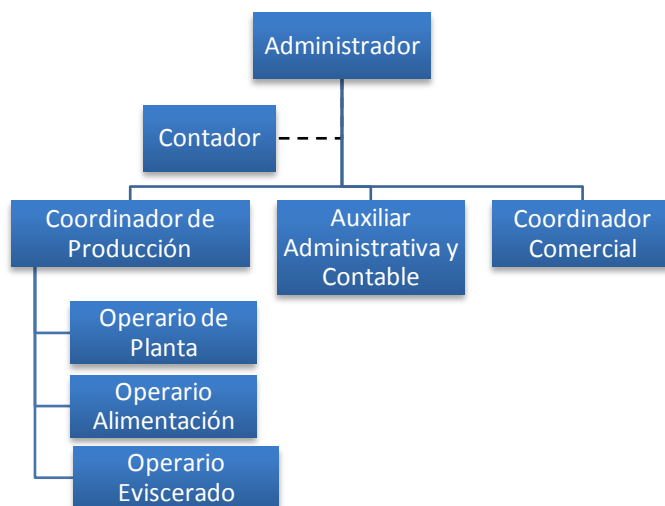 Administrador
Contador
Coordinador de
Producción
Auxiliar
Administrativa y
Contable
Coordinador
Comercial
Operario de
Planta
Operario
Alimentación
Operario
Eviscerado